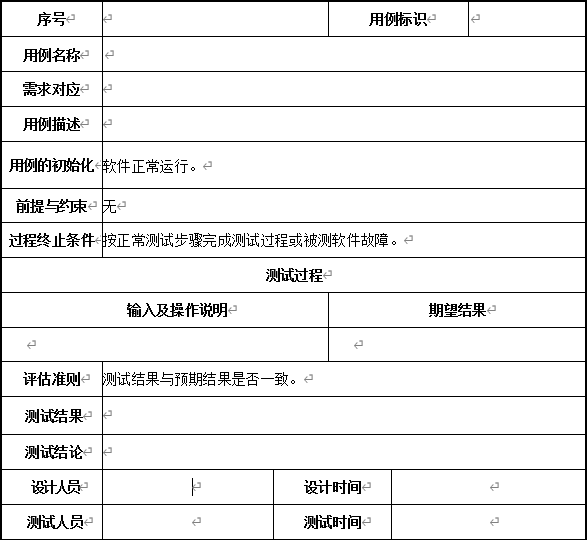 序号 用例标识
用例名称
需求对应
用例描述
用例的初始化 软件正常运行。
前提与约束 无
过程终止条件 按正常测试步骤完成测试过程或被测软件故障。
测试过程
输入及操作说明 期望结果
评估准则 测试结果与预期结果是否一致。
测试结果
测试结论
设计人员 设计时间
测试人员 测试时间